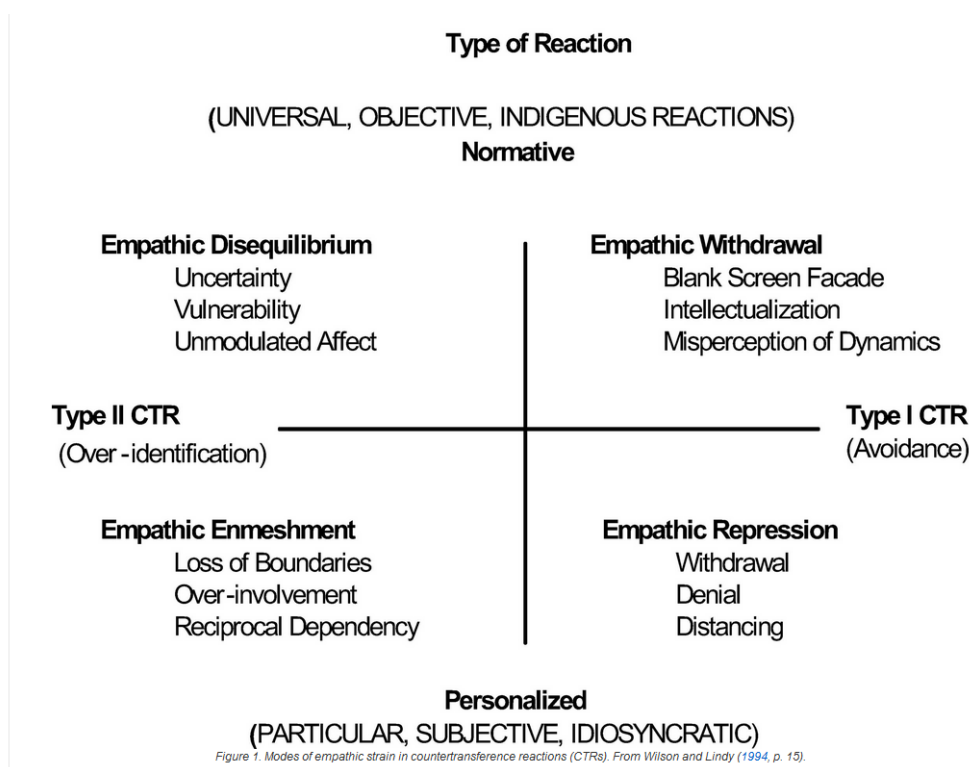 Type of Reaction
(UNIVERSAL, OBJECTIVE, INDIGENOUS REACTIONS)
Normative
Empathic Disequilibrium
Uncertainty
Vulnerability
Unmodulated Affect
Empathic Withdrawal
Blank Screen Facade
Intellectualization
Misperception of Dynamics
Type II CTR
(Over -identification)
Type I CTR
(Avoidance)
Empathic Enmeshment
Loss of Boundaries
Over-involvement
Reciprocal Dependency
Empathic Repression
Withdrawal
Denial
Distancing
Personalized
(PARTICULAR, SUBJECTIVE, IDIOSYNCRATIC)
Figure 1. Modes of empathic strain in countertransference reactions (CTRs). From Wilson and Lindy (1994, p. 15).